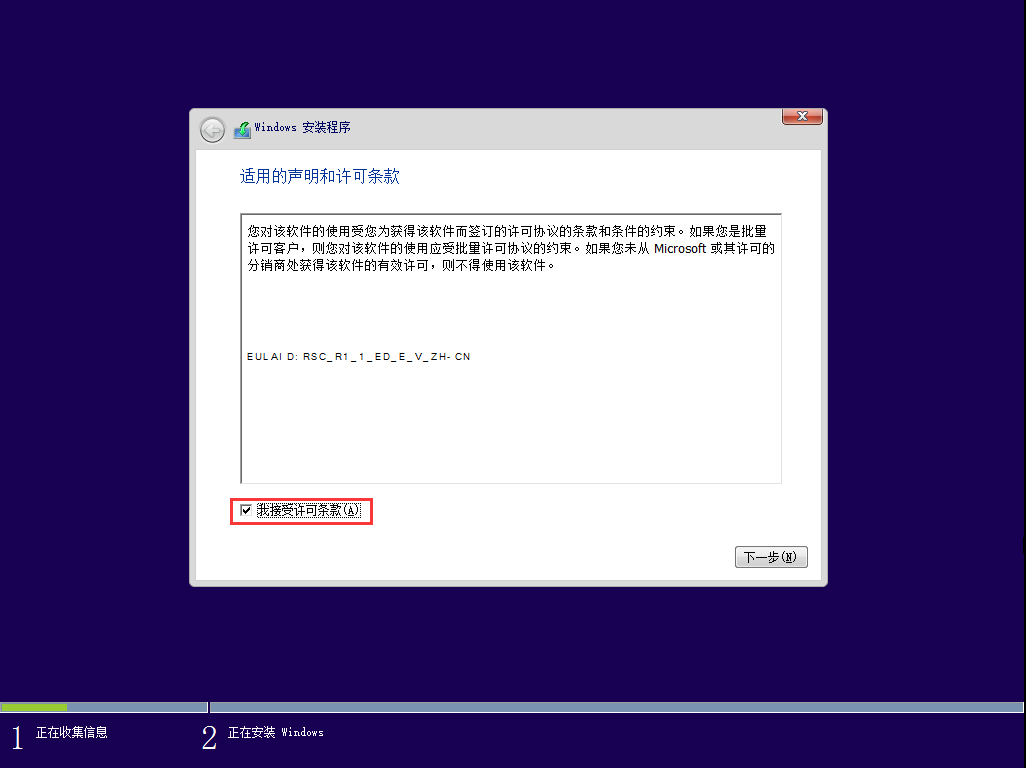 Windows 安装程序
适用的声明和许可条款
您对该软件的使用受您为获得该软件而签订的许可协议的条款和条件的约束。如果您是批量
许可客户，则您对该软件的使用应受批量许可协议的约束。如果您未从 Microsoft 或其许可的
分销商处获得该软件的有效许可，则不得使用该软件。
EULAI D: RSC_R1_1_ED_E_V_ZH- CN
我接受许可条款(A)
下一步(N)
1 正在收集信息
2 正在安装 Windows